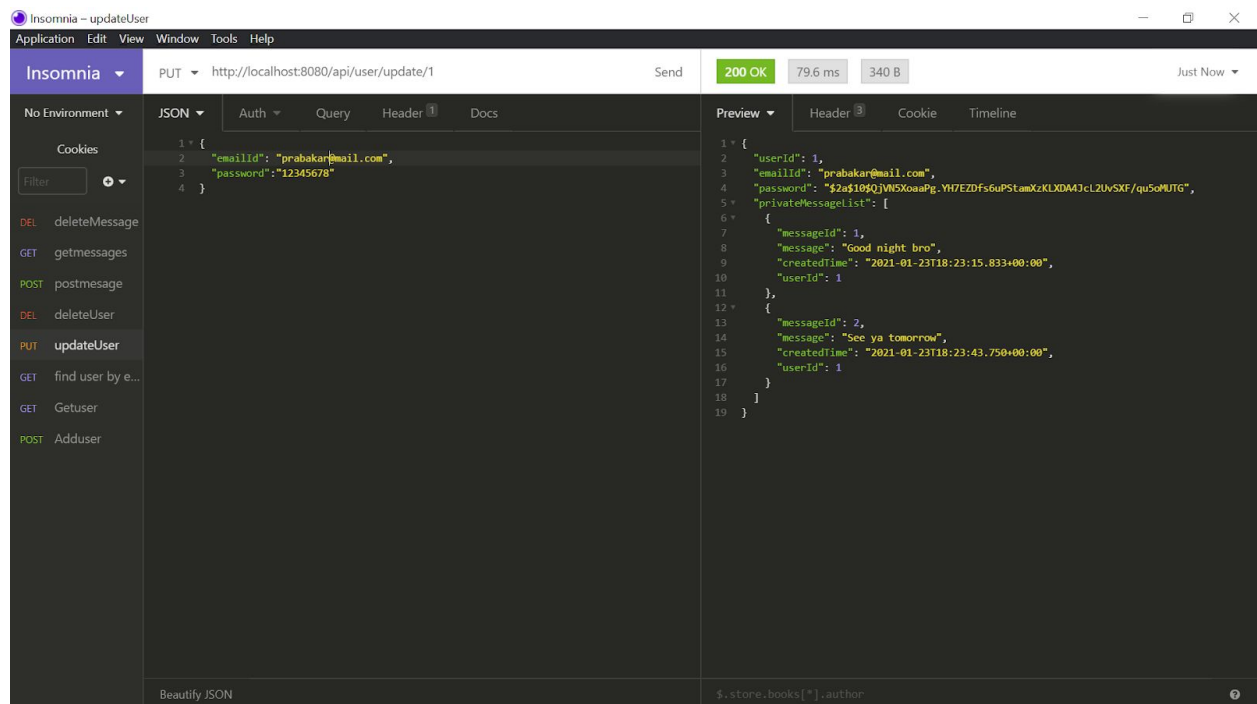 Insomnia – updateUser
Application Edit View Window Tools Help
Insomnia
PUT http://localhost:8080/api/user/update/1 Send
200 OK 79.6 ms 340 B Just Now
No Environment
Cookies
Filter
DEL deleteMessage
GET getmessages
POST postmesage
DEL deleteUser
PUT updateUser
GET find user by e...
GET Getuser
POST Adduser
JSON Auth Query Header 1 Docs
1 {
2 "emailId": "prabakar@mail.com",
3 "password":"12345678"
4 }
Beautify JSON
Preview Header 3 Cookie Timeline
1 {
2 "userId": 1,
3 "emailId": "prabakar@mail.com",
4 "password": "$2a$10$QjVN5XoaaPg.YH7EZDFs6uPStamXzKLXDA4JcL2UvSXF/qu5oMUTG",
5 "privateMessageList": [
6 {
7 "messageId": 1,
8 "message": "Good night bro",
9 "createdTime": "2021-01-23T18:23:15.833+00:00",
10 "userId": 1
11 },
12 {
13 "messageId": 2,
14 "message": "See ya tomorrow",
15 "createdTime": "2021-01-23T18:23:43.750+00:00",
16 "userId": 1
17 }
18 ]
19 }
$.store.books[*].author